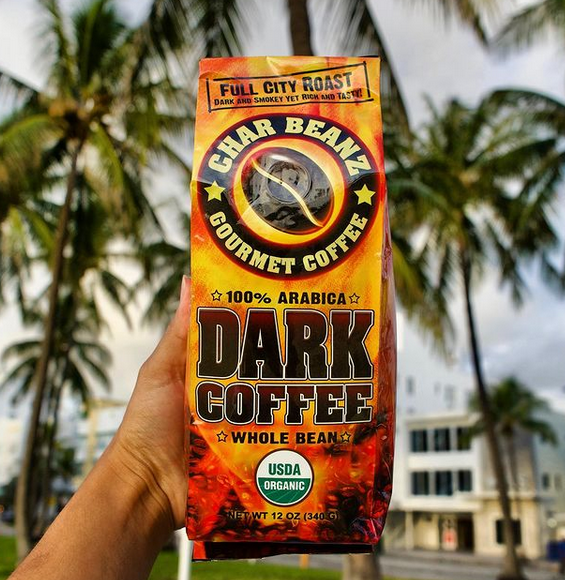 FULL CITY ROAST
DARK AND SMOKEY YET RICH AND TASTY!
CHAR BEANZ
GOURMET COFFEE
100% ARABICA
DARK
COFFEE
WHOLE BEAN
USDA
ORGANIC
NET WT 12 OZ (340 G)